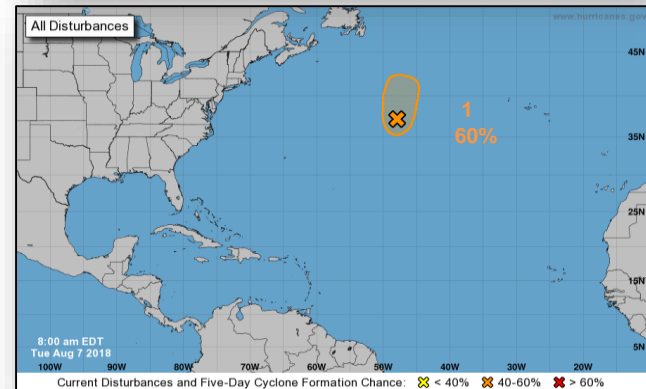 All Disturbances
www.hurricanes.gov
45N
1
60%
35N
25N
15N
5N
8:00 am EDT
Tue Aug 7 2018
100W 90W 80W 70W 60W 50W 40W 30W 20W
Current Disturbances and Five-Day Cyclone Formation Chance: < 40% 40-60% > 60%